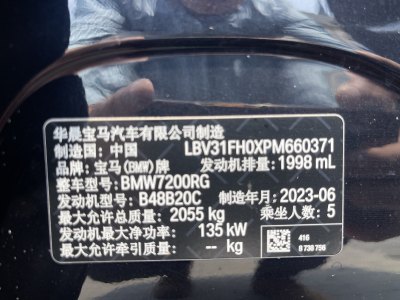 华晨宝马汽车有限公司制造
制造国: 中国 LBV31FH0XPM660371
品牌: 宝马(BMW)牌 发动机排量: 1998 mL
整车型号: BMW7200RG
发动机型号: B48B20C 制造年月: 2023-06
最大允许总质量: 2055 kg 乘坐人数: 5
发动机最大净功率: 135 kW
最大允许牵引质量: -- kg
416